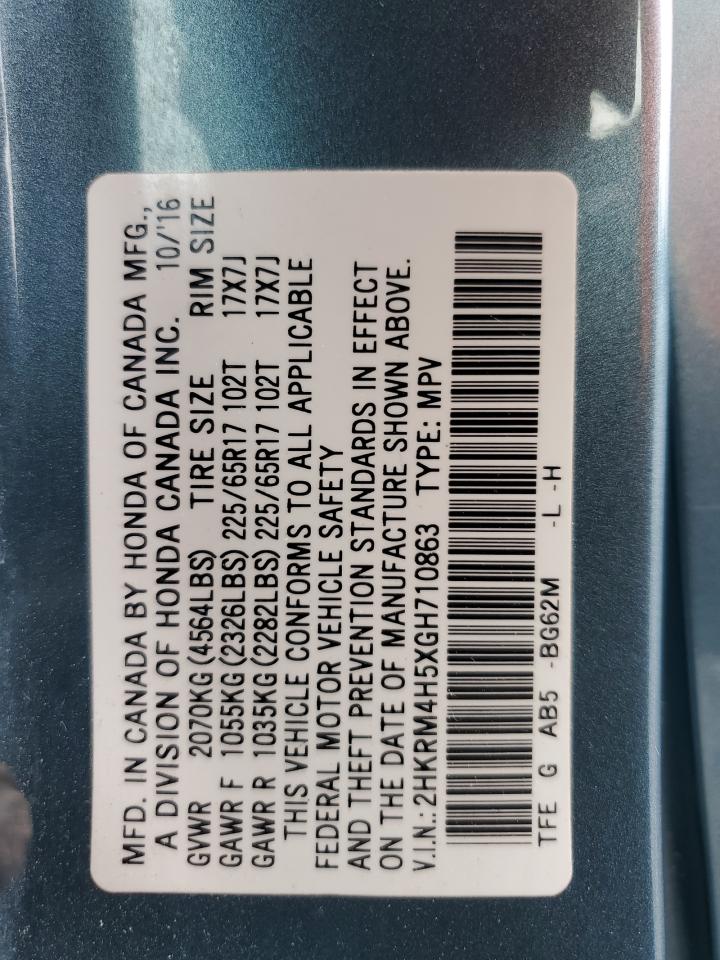 MFD. IN CANADA BY HONDA OF CANADA MFG.,
A DIVISION OF HONDA CANADA INC. 10/'16
GVWR 2070KG(4564LBS) TIRE SIZE RIM SIZE
GAWR F 1055KG(2326LBS) 225/65R17 102T 17X7J
GAWR R 1035KG(2282LBS) 225/65R17 102T 17X7J
THIS VEHICLE CONFORMS TO ALL APPLICABLE
FEDERAL MOTOR VEHICLE SAFETY
AND THEFT PREVENTION STANDARDS IN EFFECT
ON THE DATE OF MANUFACTURE SHOWN ABOVE.
V.I.N.: 2HKRM4H5XGH710863 TYPE: MPV
TFE G AB5 -BG62M -L -H